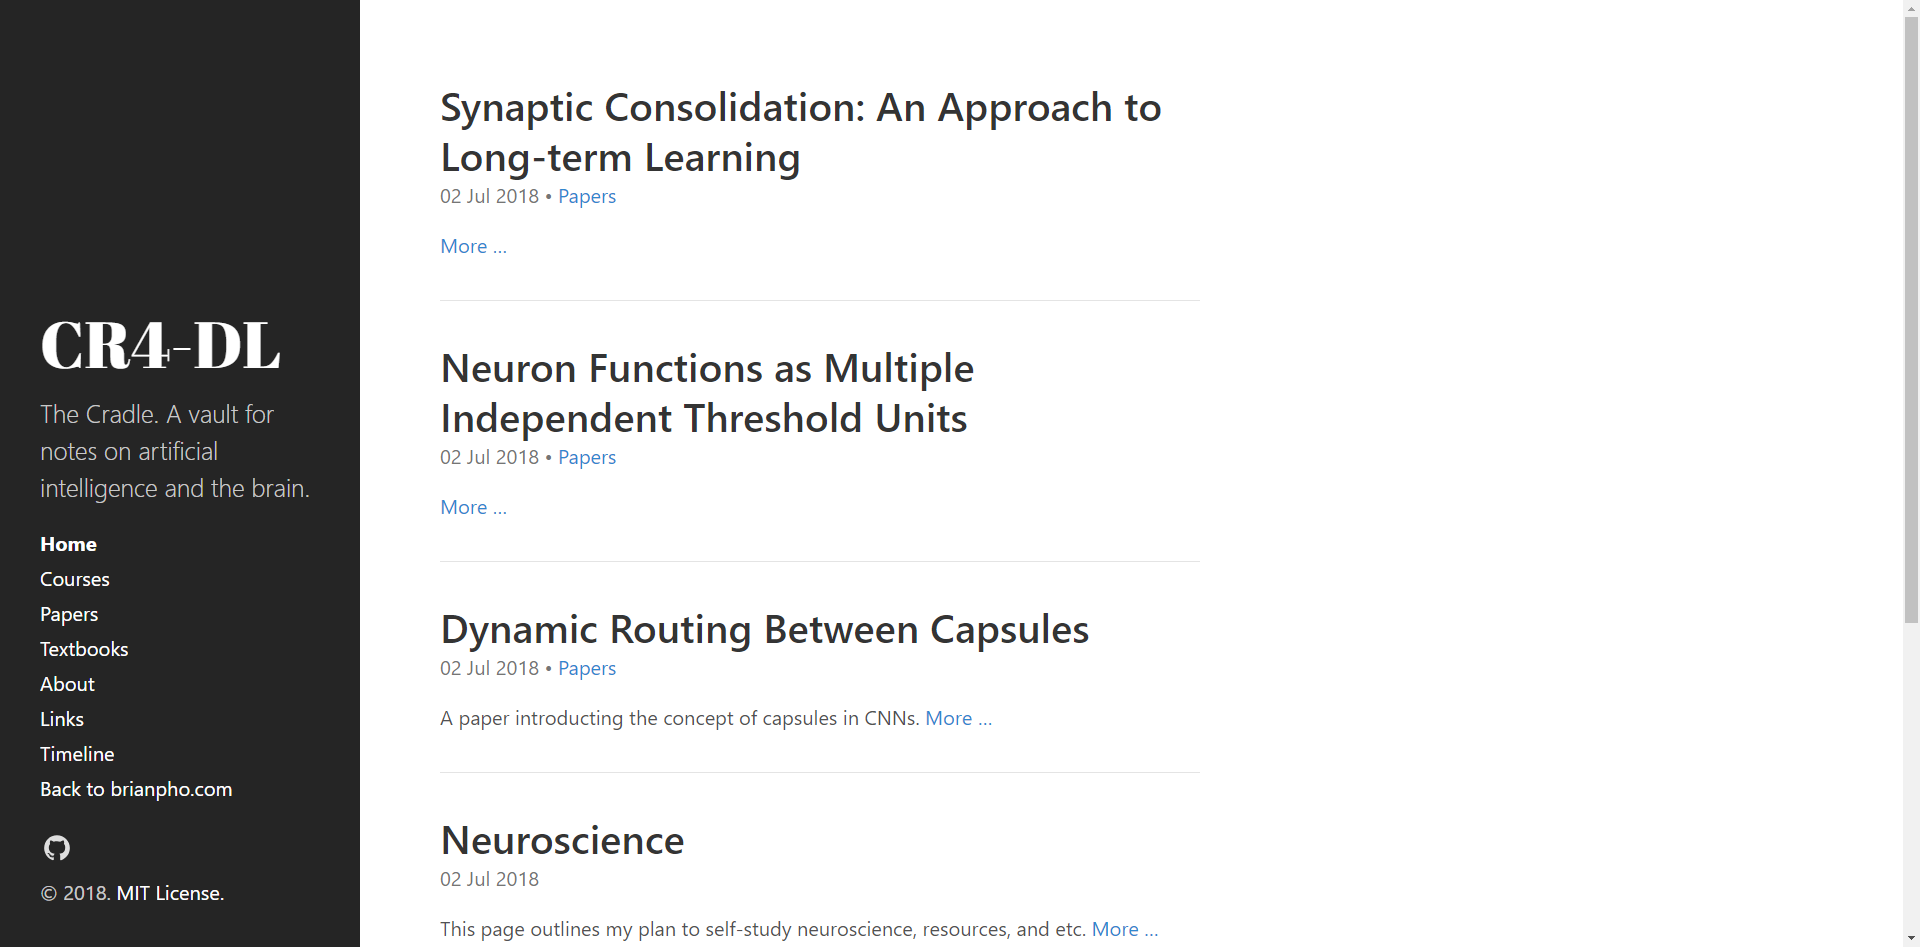 CR4-DL
The Cradle. A vault for
notes on artificial
intelligence and the brain.
Home
Courses
Papers
Textbooks
About
Links
Timeline
Back to brianpho.com
© 2018. MIT License.
Synaptic Consolidation: An Approach to
Long-term Learning
02 Jul 2018 • Papers
More ...
Neuron Functions as Multiple
Independent Threshold Units
02 Jul 2018 • Papers
More ...
Dynamic Routing Between Capsules
02 Jul 2018 • Papers
A paper introducting the concept of capsules in CNNs. More ...
Neuroscience
02 Jul 2018
This page outlines my plan to self-study neuroscience, resources, and etc. More ...